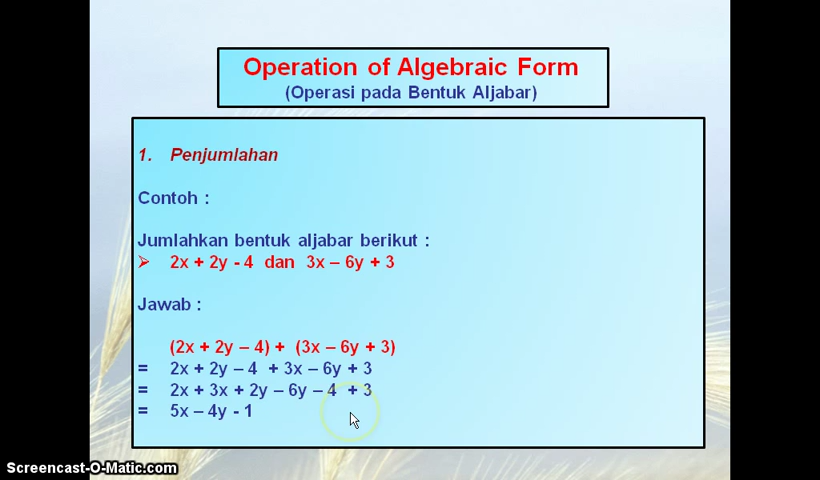 Operation of Algebraic Form
(Operasi pada Bentuk Aljabar)
1. Penjumlahan
Contoh :
Jumlahkan bentuk aljabar berikut :
➢ 2x + 2y - 4 dan 3x – 6y + 3
Jawab :
(2x + 2y – 4) + (3x – 6y + 3)
= 2x + 2y – 4 + 3x – 6y + 3
= 2x + 3x + 2y – 6y – 4 + 3
= 5x – 4y - 1
Screencast-O-Matic.com